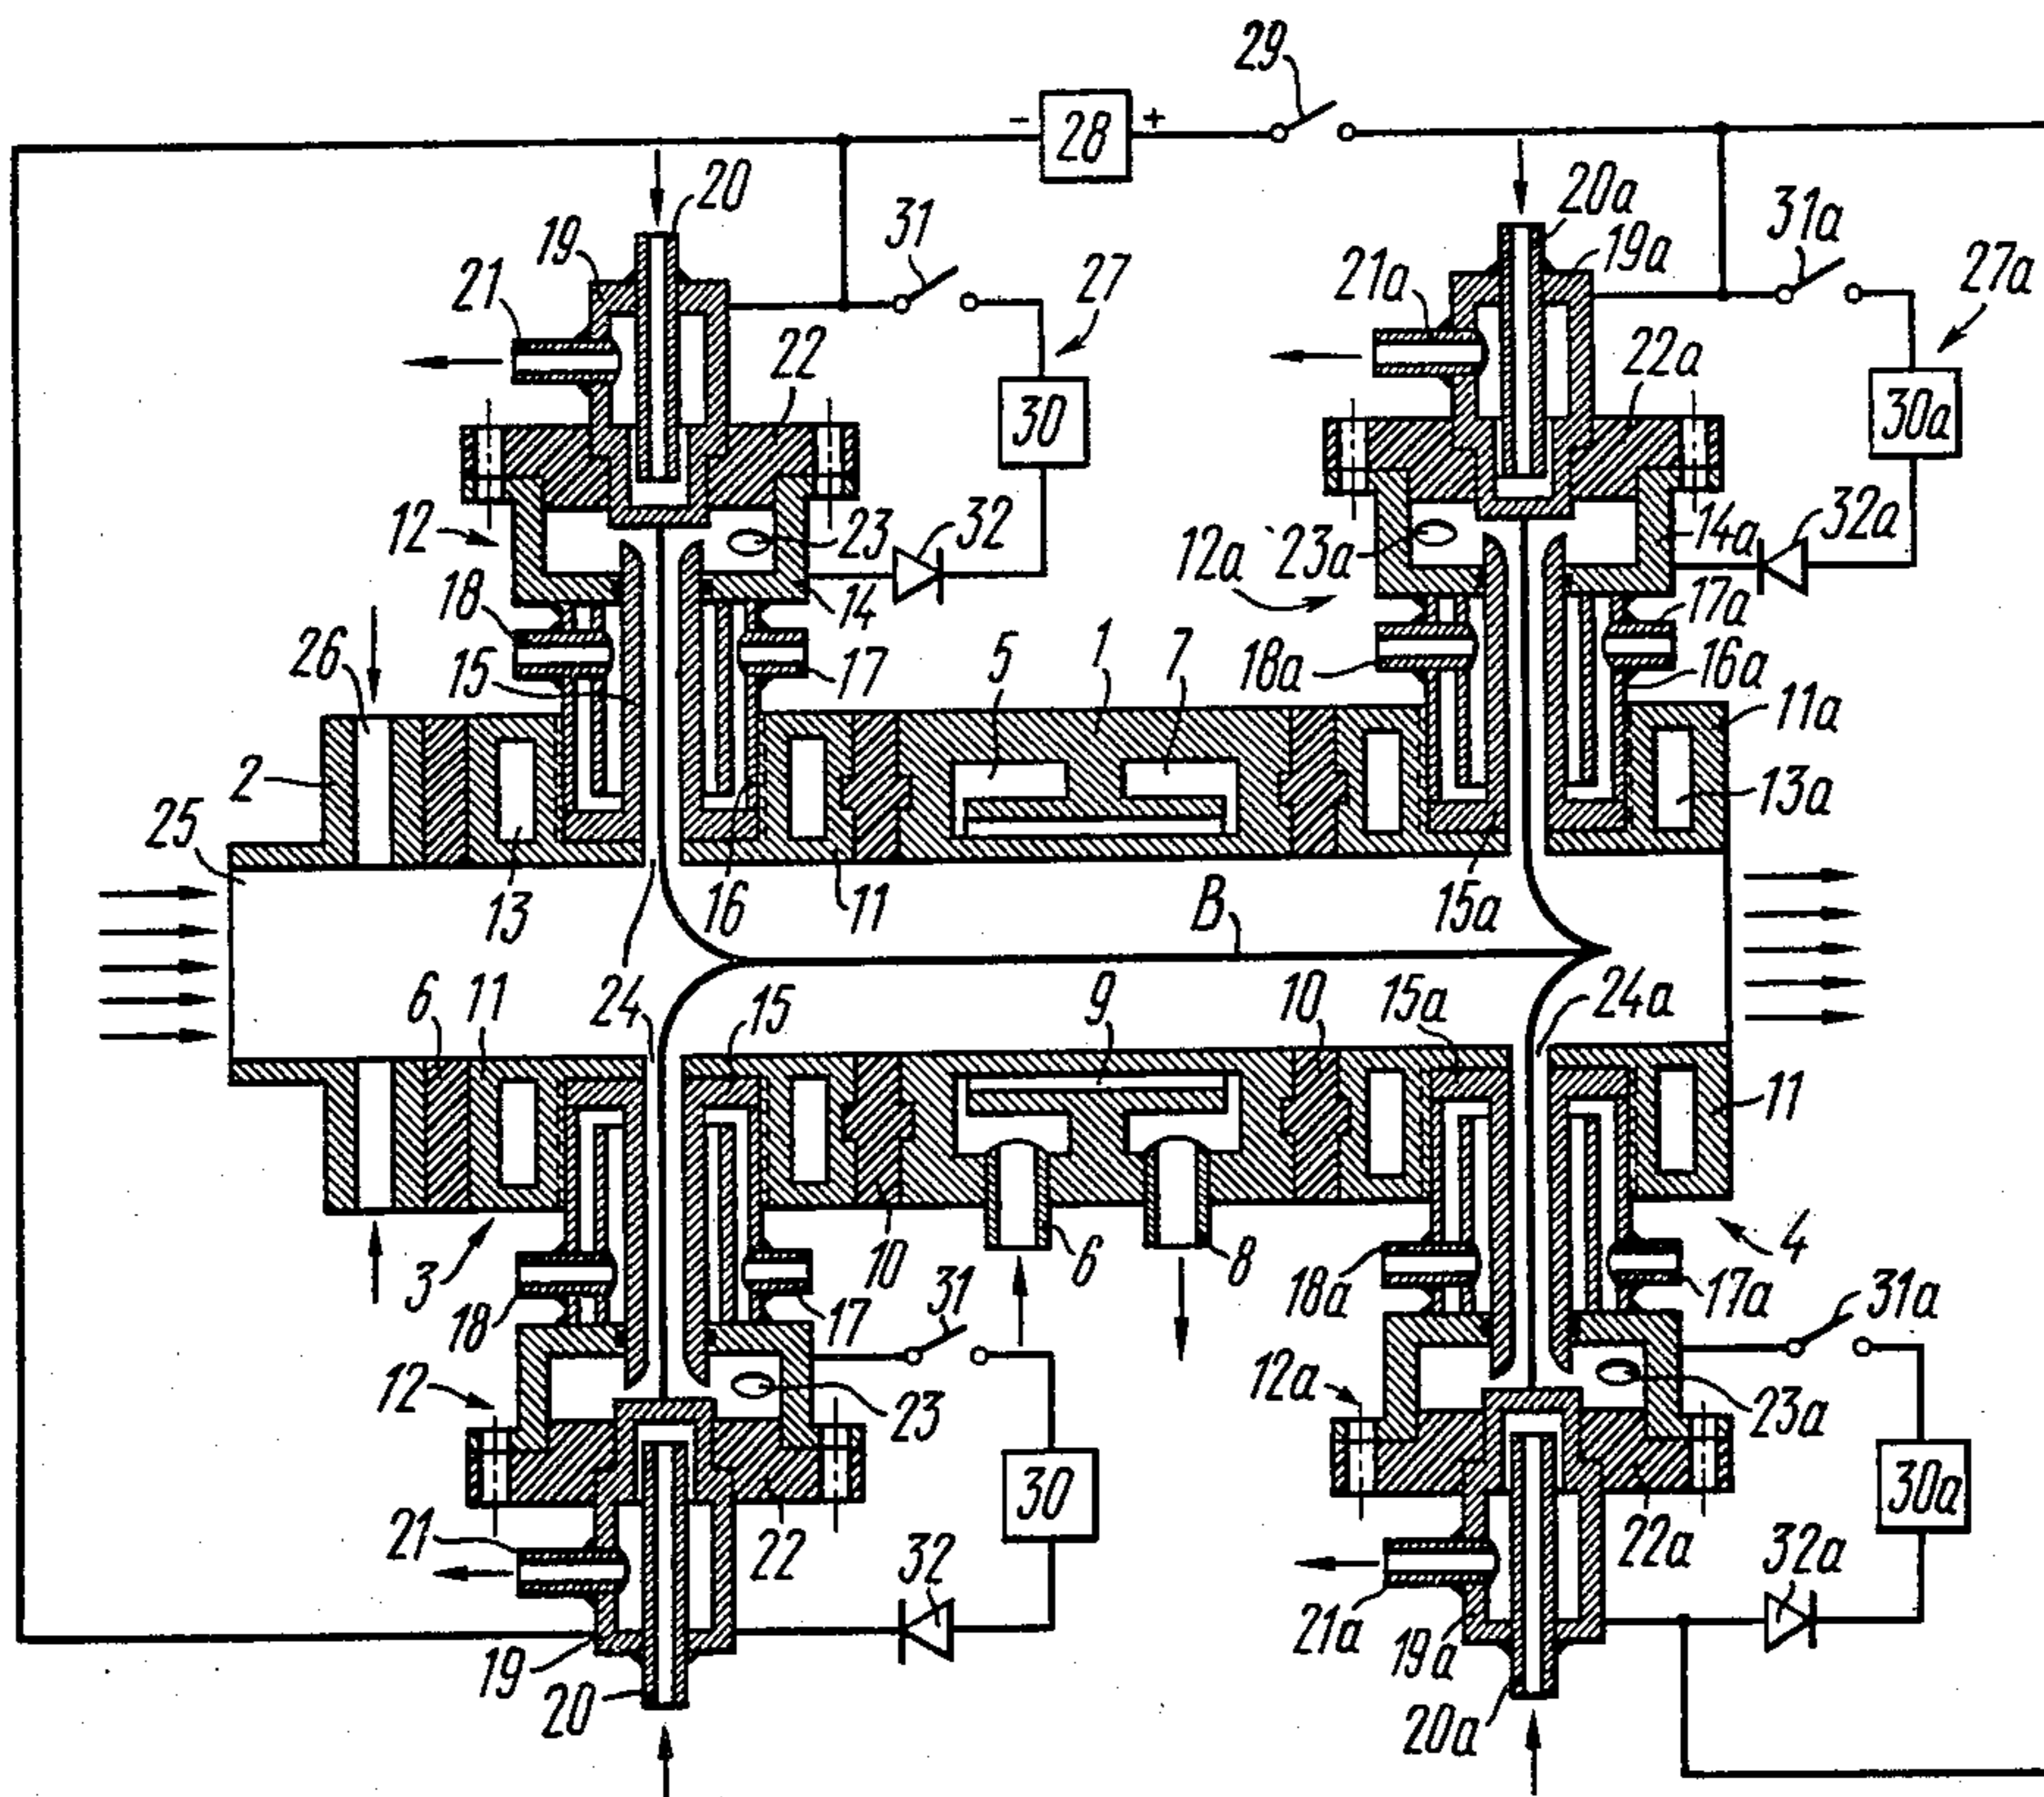 29
- 28 +
20 31 20a 31a
19 27 21a 19a 27a
21
22 22a
30 30a
12 23 32 12a 23a 14a 32a
18 14 17a
26 15 17 5 1 7 18a 16a
11a
2 13a
25
13 16 11 B 15a
24
6 11 15 9 10 15a 24a
11
3 10 6 8 4
18 17 31 18a 17a 31a
12 23 12a 23a
30 30a
21 22 32 22a 32a
21a
19 19a
20 20a